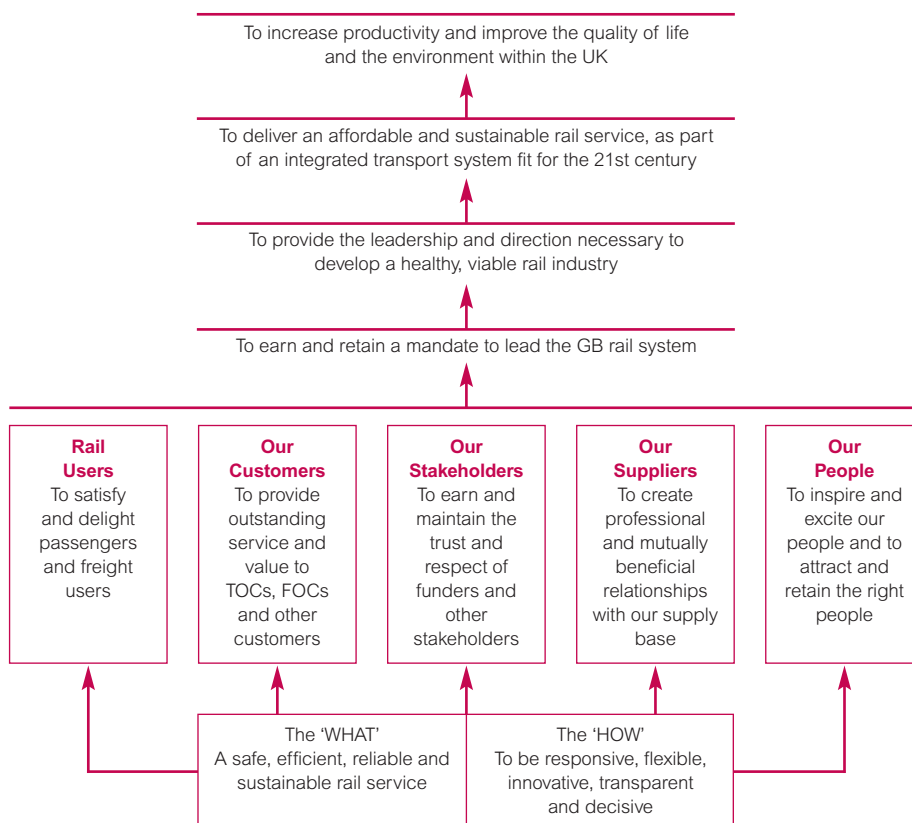 To increase productivity and improve the quality of life
and the environment within the UK
To deliver an affordable and sustainable rail service, as part
of an integrated transport system fit for the 21st century
To provide the leadership and direction necessary to
develop a healthy, viable rail industry
To earn and retain a mandate to lead the GB rail system
Rail
Users
To satisfy
and delight
passengers
and freight
users
Our
Customers
To provide
outstanding
service and
value to
TOCs, FOCs
and other
customers
Our
Stakeholders
To earn and
maintain the
trust and
respect of
funders and
other
stakeholders
Our
Suppliers
To create
professional
and mutually
beneficial
relationships
with our supply
base
Our
People
To inspire and
excite our
people and to
attract and
retain the right
people
The ‘WHAT’
A safe, efficient, reliable and
sustainable rail service
The ‘HOW’
To be responsive, flexible,
innovative, transparent
and decisive